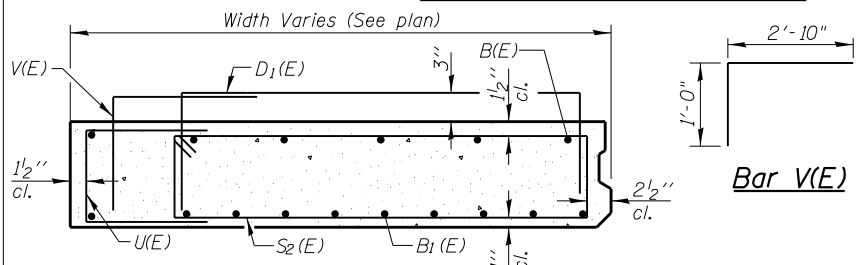 Width Varies (See plan)
V(E)
D1(E)
3"
1½"
cl.
B(E)
2'-10"
1'-0"
Bar V(E)
1½"
cl.
2½"
cl.
U(E)
S2(E)
B1(E)
cl.